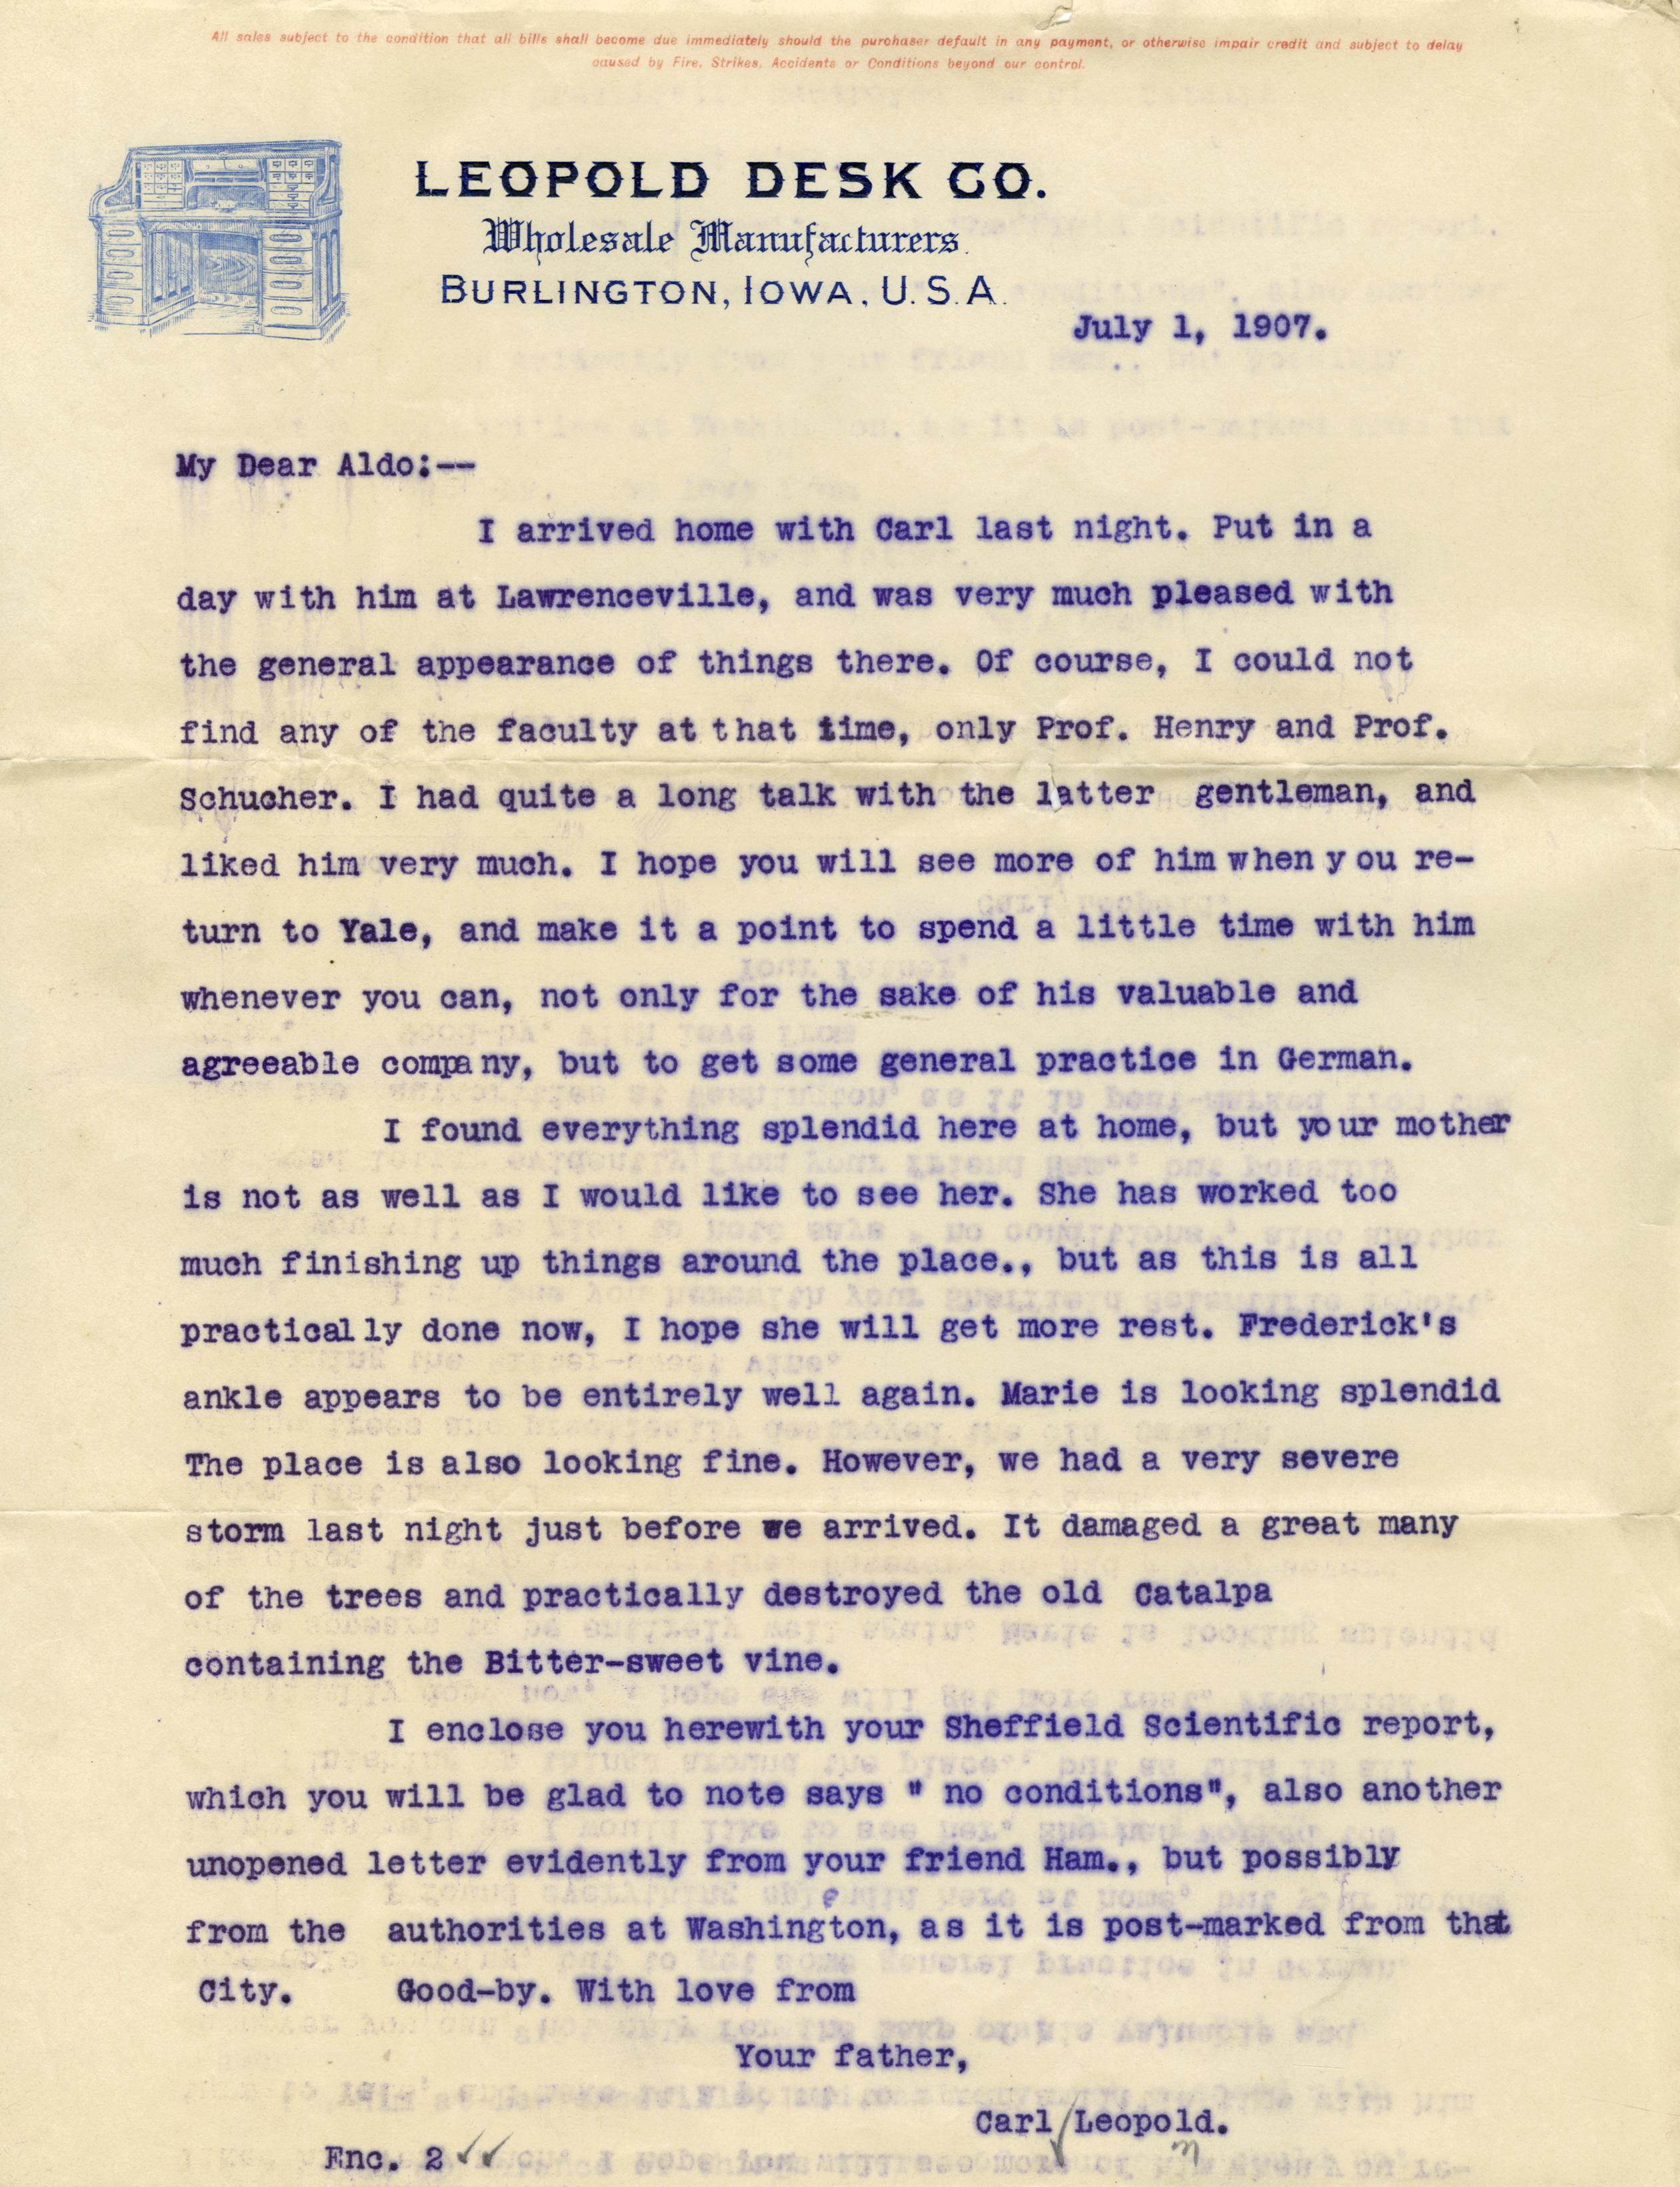 All sales subject to the condition that all bills shall become due immediately should the purchaser default in any payment, or otherwise impair credit and subject to delay
caused by Fire, Strikes, Accidents or Conditions beyond our control.
LEOPOLD DESK CO.
Wholesale Manufacturers.
BURLINGTON, IOWA, U.S.A.
July 1, 1907.
My Dear Aldo:--
I arrived home with Carl last night. Put in a
day with him at Lawrenceville, and was very much pleased with
the general appearance of things there. Of course, I could not
find any of the faculty at that time, only Prof. Henry and Prof.
Schucher. I had quite a long talk with the latter gentleman, and
liked him very much. I hope you will see more of him when you re-
turn to Yale, and make it a point to spend a little time with him
whenever you can, not only for the sake of his valuable and
agreeable company, but to get some general practice in German.
I found everything splendid here at home, but your mother
is not as well as I would like to see her. She has worked too
much finishing up things around the place., but as this is all
practically done now, I hope she will get more rest. Frederick's
ankle appears to be entirely well again. Marie is looking splendid
The place is also looking fine. However, we had a very severe
storm last night just before we arrived. It damaged a great many
of the trees and practically destroyed the old Catalpa
containing the Bitter-sweet vine.
I enclose you herewith your Sheffield Scientific report,
which you will be glad to note says " no conditions", also another
unopened letter evidently from your friend Ham., but possibly
from the authorities at Washington, as it is post-marked from that
City. Good-by. With love from
Your father,
Carl Leopold.
Enc. 2